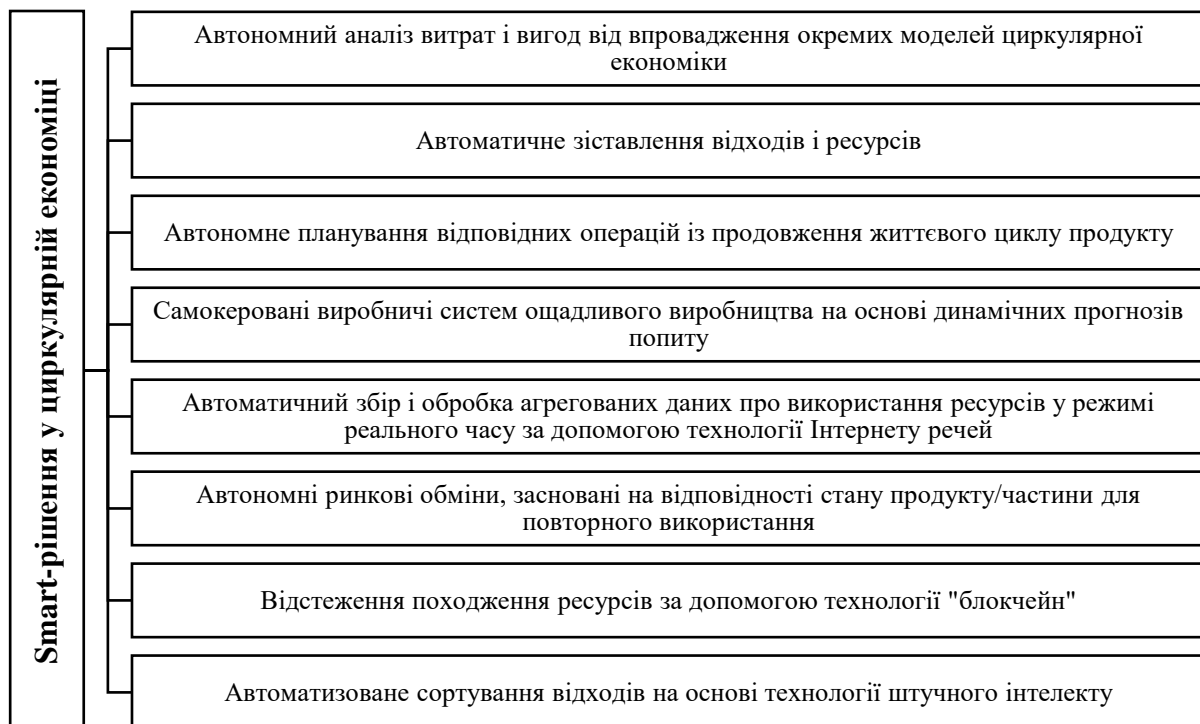 Smart-рішення у циркулярній економіці
Автономний аналіз витрат і вигод від впровадження окремих моделей циркулярної
економіки
Автоматичне зіставлення відходів і ресурсів
Автономне планування відповідних операцій із продовження життєвого циклу продукту
Самокеровані виробничі систем ощадливого виробництва на основі динамічних прогнозів
попиту
Автоматичний збір і обробка агрегованих даних про використання ресурсів у режимі
реального часу за допомогою технології Інтернету речей
Автономні ринкові обміни, засновані на відповідності стану продукту/частини для
повторного використання
Відстеження походження ресурсів за допомогою технології "блокчейн"
Автоматизоване сортування відходів на основі технології штучного інтелекту